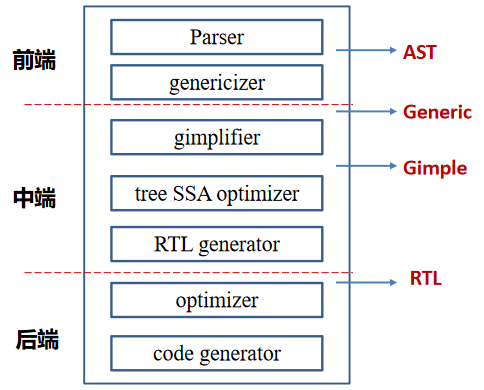 Parser
前端
AST
genericizer
Generic
gimplifier
Gimple
tree SSA optimizer
中端
RTL generator
RTL
optimizer
后端
code generator